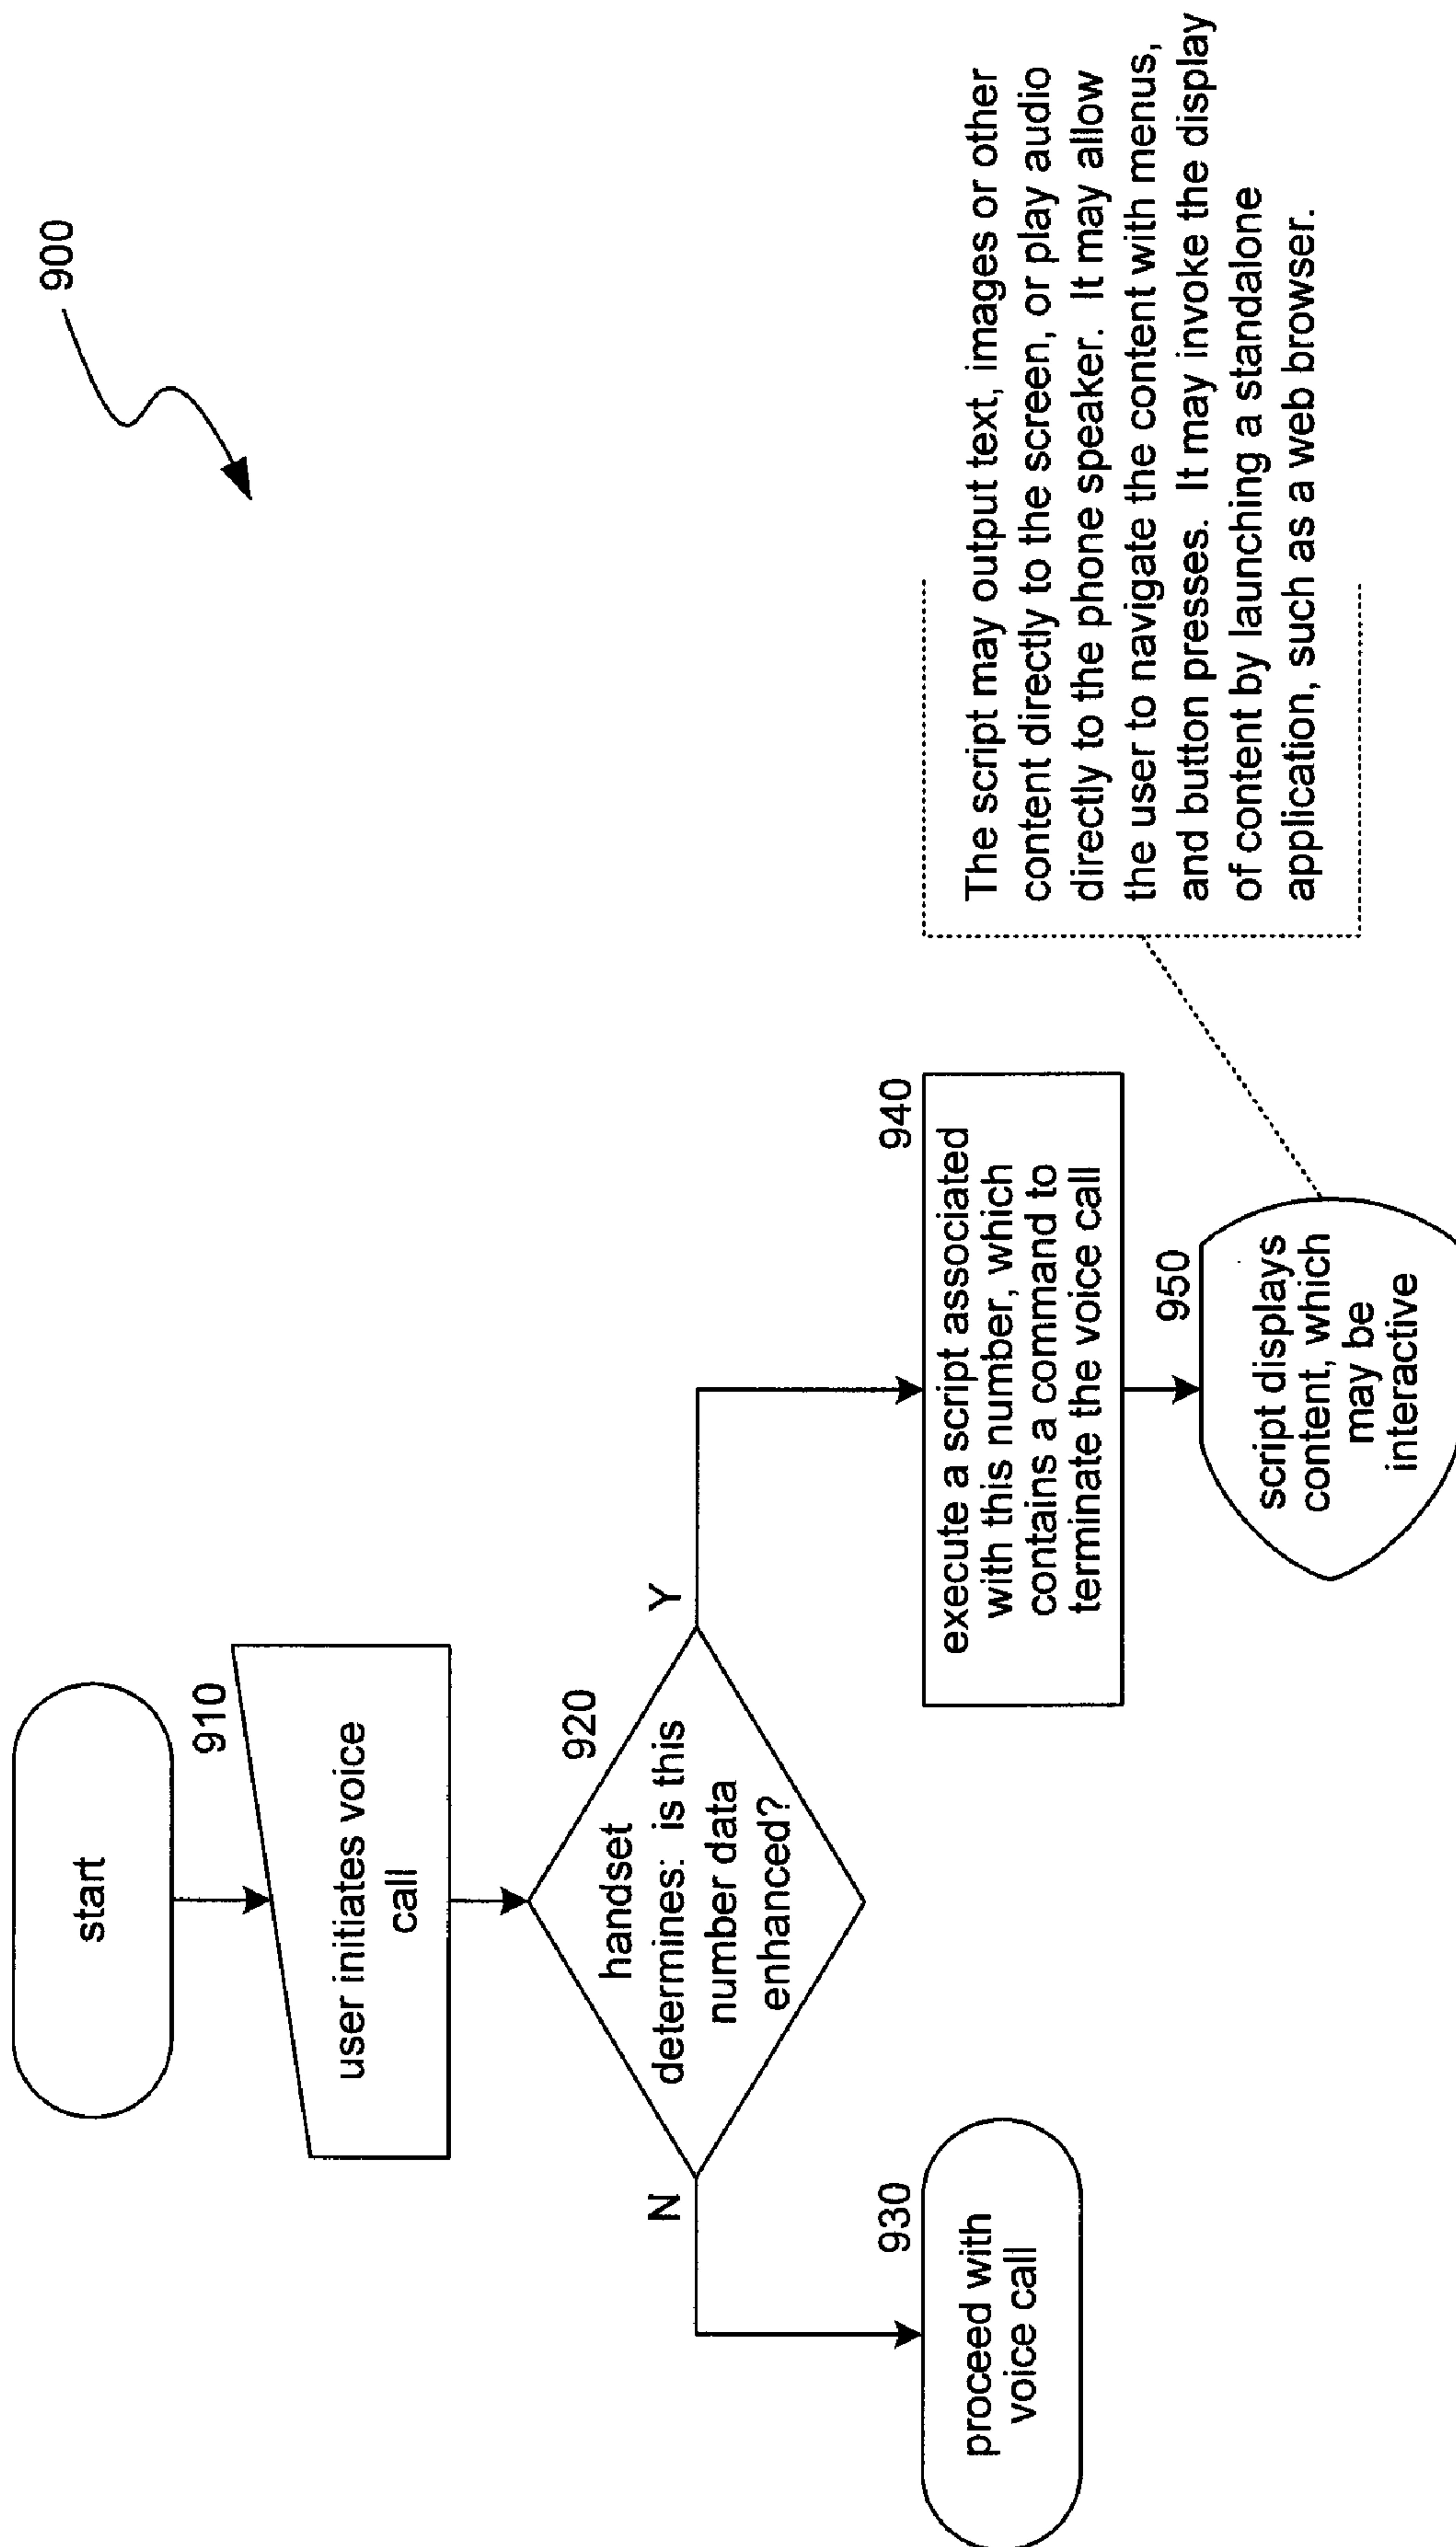 900
start
910
user initiates voice
call
920
handset
determines: is this
number data
enhanced?
N
Y
930
proceed with
voice call
940
execute a script associated
with this number, which
contains a command to
terminate the voice call
950
script displays
content, which
may be
interactive
The script may output text, images or other
content directly to the screen, or play audio
directly to the phone speaker. It may allow
the user to navigate the content with menus,
and button presses. It may invoke the display
of content by launching a standalone
application, such as a web browser.